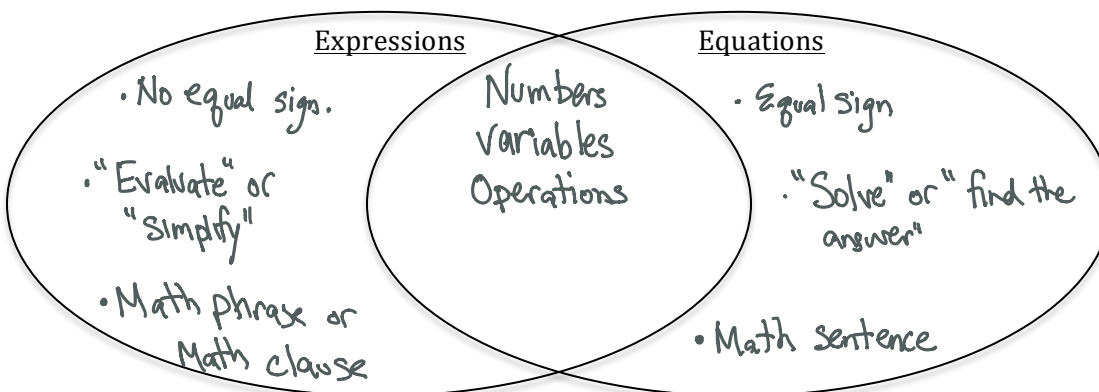 Expressions
· No equal sign.
· "Evaluate" or
"Simplify"
• Math phrase or
Math clause
Numbers
variables
Operations
Equations
· Equal sign
· "Solve" or "find the
answer"
• Math sentence